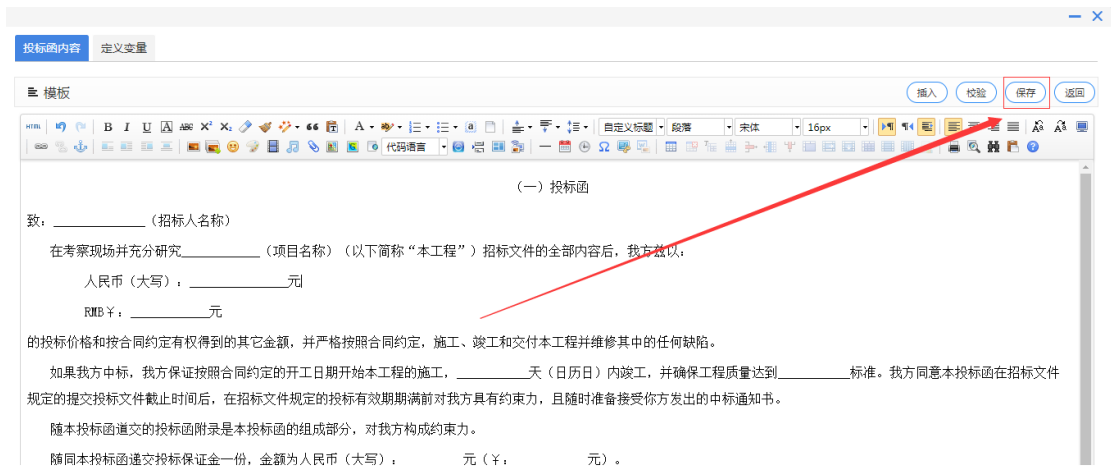 投标函内容 定义变量
模板 插入 校验 保存 返回
HTML B I U A ABC X² X₂ A 自定义标题 段落 宋体 16px
代码语言
（一）投标函
致：______________（招标人名称）
在考察现场并充分研究____________（项目名称）（以下简称“本工程”）招标文件的全部内容后，我方兹以：
人民币（大写）：_______________元
RMB￥：____________元
的投标价格和按合同约定有权得到的其它金额，并严格按照合同约定，施工、竣工和交付本工程并维修其中的任何缺陷。
如果我方中标，我方保证按照合同约定的开工日期开始本工程的施工，___________天（日历日）内竣工，并确保工程质量达到___________标准。我方同意本投标函在招标文件
规定的提交投标文件截止时间后，在招标文件规定的投标有效期期满前对我方具有约束力，且随时准备接受你方发出的中标通知书。
随本投标函道交的投标函附录是本投标函的组成部分，对我方构成约束力。
随同本投标函递交投标保证金一份，金额为人民币（大写）：元（￥：元）。